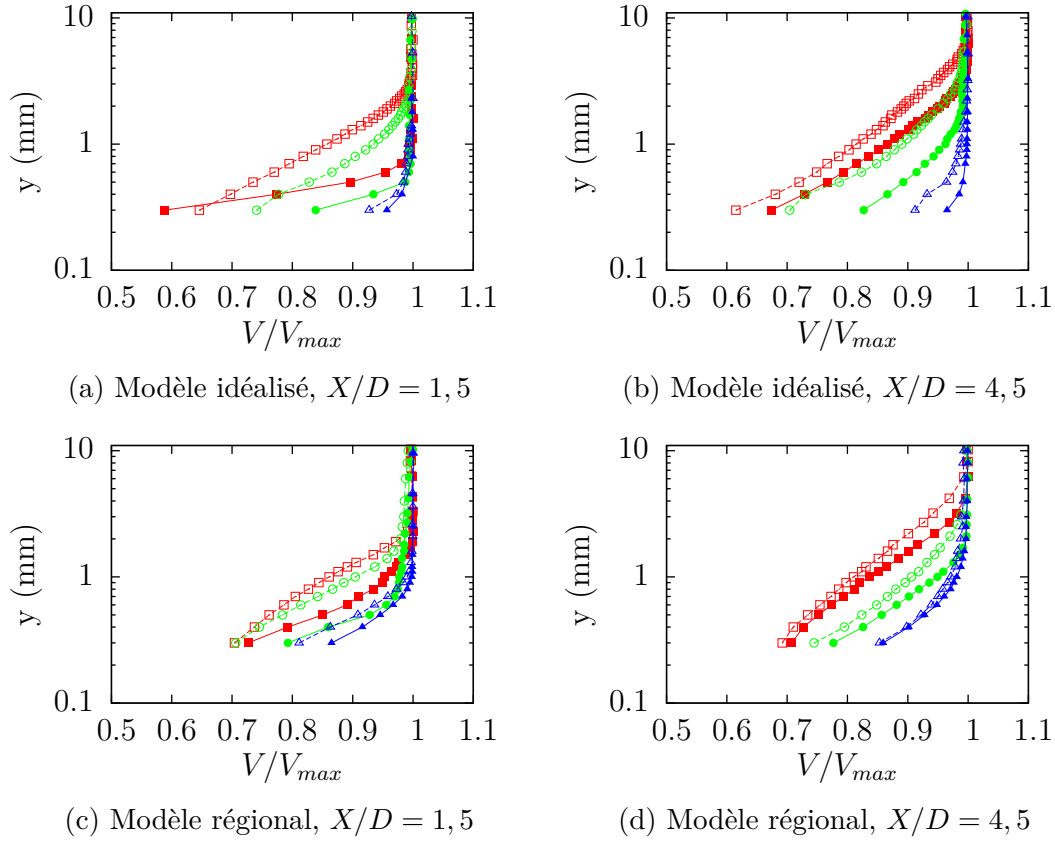 10
1
0.1
y (mm)
0.5 0.6 0.7 0.8 0.9 1 1.1
V/V_max
(a) Modèle idéalisé, X/D = 1, 5
10
1
0.1
y (mm)
0.5 0.6 0.7 0.8 0.9 1 1.1
V/V_max
(b) Modèle idéalisé, X/D = 4, 5
10
1
0.1
y (mm)
0.5 0.6 0.7 0.8 0.9 1 1.1
V/V_max
(c) Modèle régional, X/D = 1, 5
10
1
0.1
y (mm)
0.5 0.6 0.7 0.8 0.9 1 1.1
V/V_max
(d) Modèle régional, X/D = 4, 5